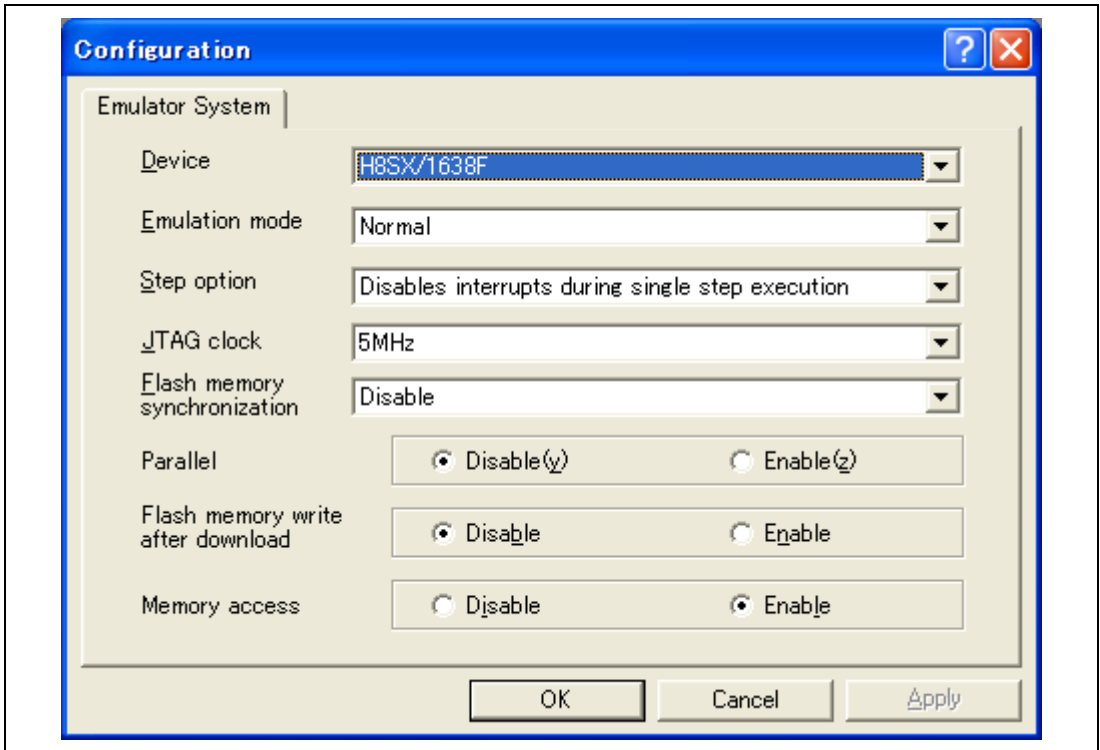 Configuration
Emulator System
Device
H8SX/1638F
Emulation mode
Normal
Step option
Disables interrupts during single step execution
JTAG clock
5MHz
Flash memory
synchronization
Disable
Parallel
Disable(y)
Enable(z)
Flash memory write
after download
Disable
Enable
Memory access
Disable
Enable
OK
Cancel
Apply